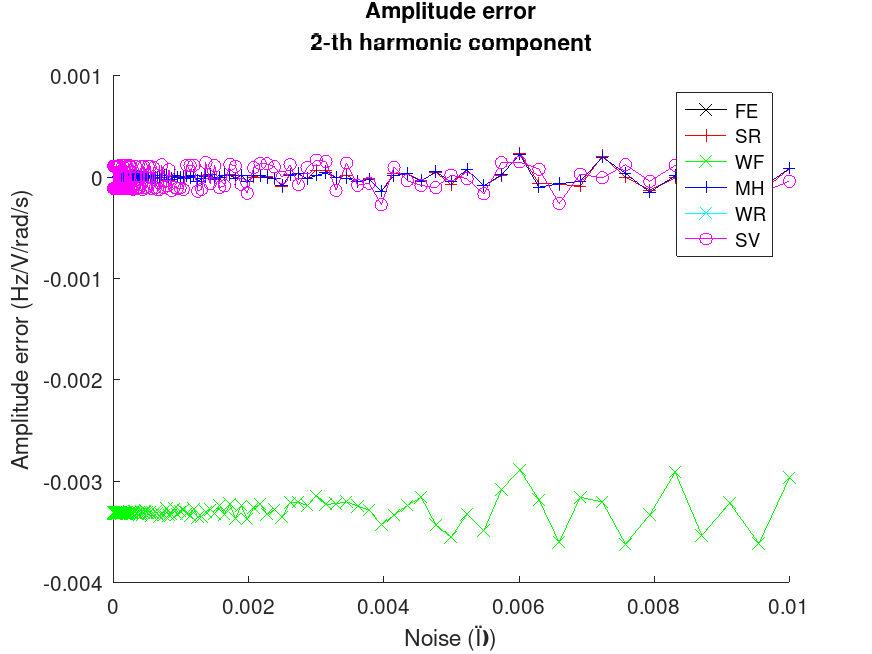 Amplitude error
2-th harmonic component
0.001
0
-0.001
-0.002
-0.003
-0.004
Amplitude error (Hz/V/rad/s)
FE
SR
WF
MH
WR
SV
0
0.002
0.004
0.006
0.008
0.01
Noise